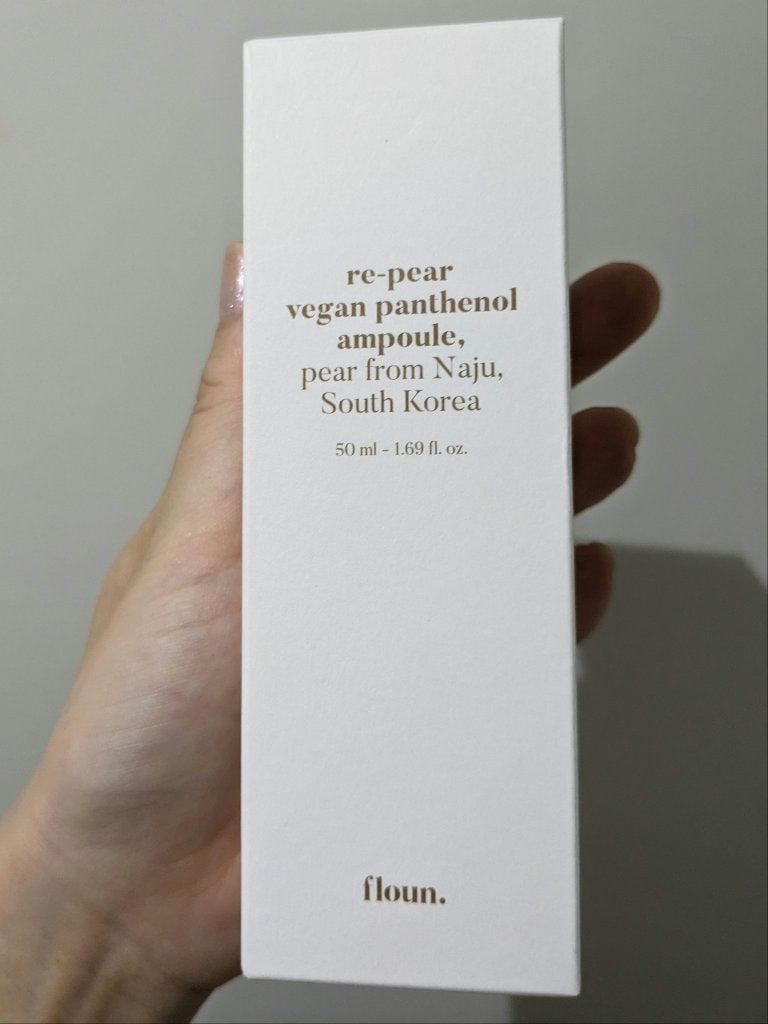 re-pear
vegan panthenol
ampoule,
pear from Naju,
South Korea
50 ml - 1.69 fl. oz.
floun.